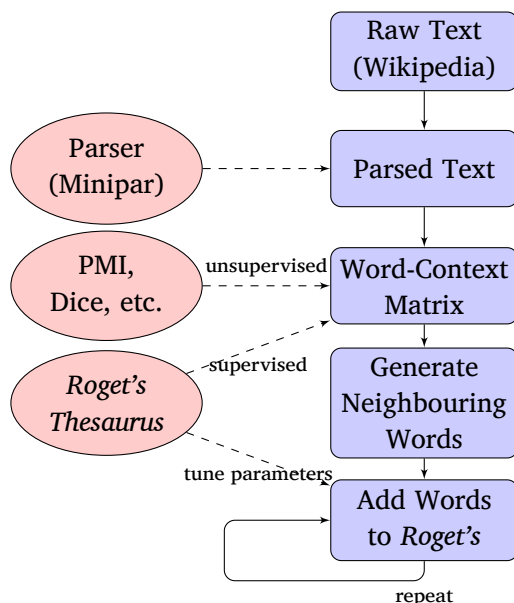 Raw Text
(Wikipedia)
Parser
(Minipar)
Parsed Text
PMI,
Dice, etc.
unsupervised
Word-Context
Matrix
Roget's
Thesaurus
supervised
Generate
Neighbouring
Words
tune parameters
Add Words
to Roget's
repeat